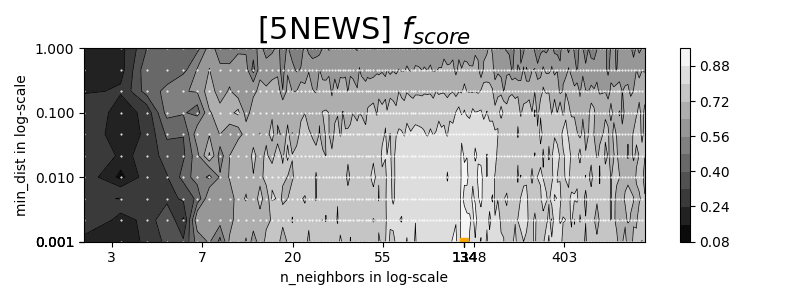 [5NEWS] f_score
1.000
0.100
0.010
0.001
min_dist in log-scale
3 7 20 55 148 403
n_neighbors in log-scale
0.88
0.72
0.56
0.40
0.24
0.08